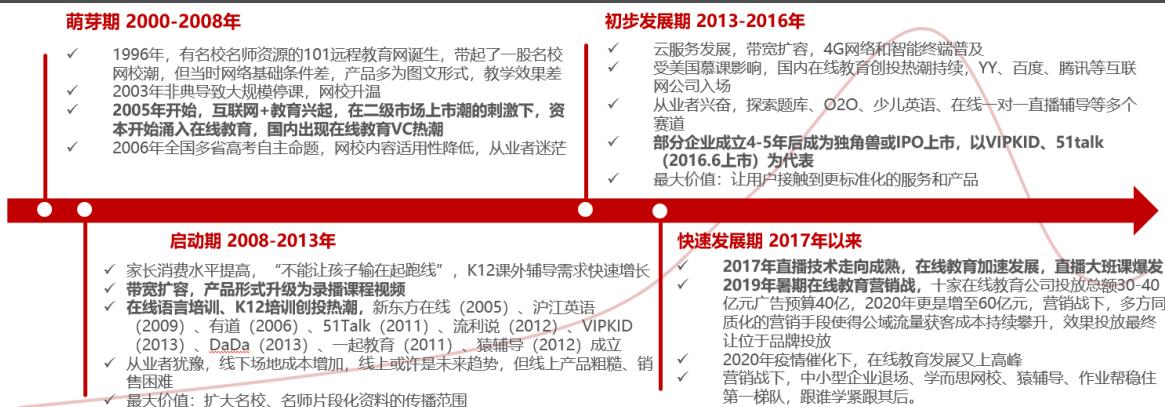 萌芽期 2000-2008年
✓ 1996年，有名校名师资源的101远程教育网诞生，带起了一股名校
网校潮，但当时网络基础条件差，产品多为图文形式，教学效果差
✓ 2003年非典导致大规模停课，网校升温
✓ 2005年开始，互联网+教育兴起，在二级市场上市潮的刺激下，资
本开始涌入在线教育，国内出现在线教育VC热潮
✓ 2006年全国多省高考自主命题，网校内容适用性降低，从业者迷茫
初步发展期 2013-2016年
✓ 云服务发展，带宽扩容，4G网络和智能终端普及
✓ 受美国慕课影响，国内在线教育创投热潮持续，YY、百度、腾讯等互联
网公司入场
✓ 从业者兴奋，探索题库、O2O、少儿英语、在线一对一直播辅导等多个
赛道
✓ 部分企业成立4-5年后成为独角兽或IPO上市，以VIPKID、51talk
（2016.6上市）为代表
✓ 最大价值：让用户接触到更标准化的服务和产品
启动期 2008-2013年
✓ 家长消费水平提高，“不能让孩子输在起跑线”，K12课外辅导需求快速增长
✓ 带宽扩容，产品形式升级为录播课程视频
✓ 在线语言培训、K12培训创投热潮，新东方在线（2005）、沪江英语
（2009）、有道（2006）、51Talk（2011）、流利说（2012）、VIPKID
（2013）、DaDa（2013）、一起教育（2011）、猿辅导（2012）成立
✓ 从业者犹豫，线下场地成本增加，线上或许是未来趋势，但线上产品粗糙、销
售困难
✓ 最大价值：扩大名校、名师片段化资料的传播范围
快速发展期 2017年以来
✓ 2017年直播技术走向成熟，在线教育加速发展，直播大班课爆发
✓ 2019年暑期在线教育营销战，十家在线教育公司投放总额30-40
亿元广告预算40亿，2020年更是增至60亿元，营销战下，多方同
质化的营销手段使得公域流量获客成本持续攀升，效果投放最终
让位于品牌投放
✓ 2020年疫情催化下，在线教育发展又上高峰
✓ 营销战下，中小型企业退场、学而思网校、猿辅导、作业帮稳住
第一梯队，跟谁学紧跟其后。